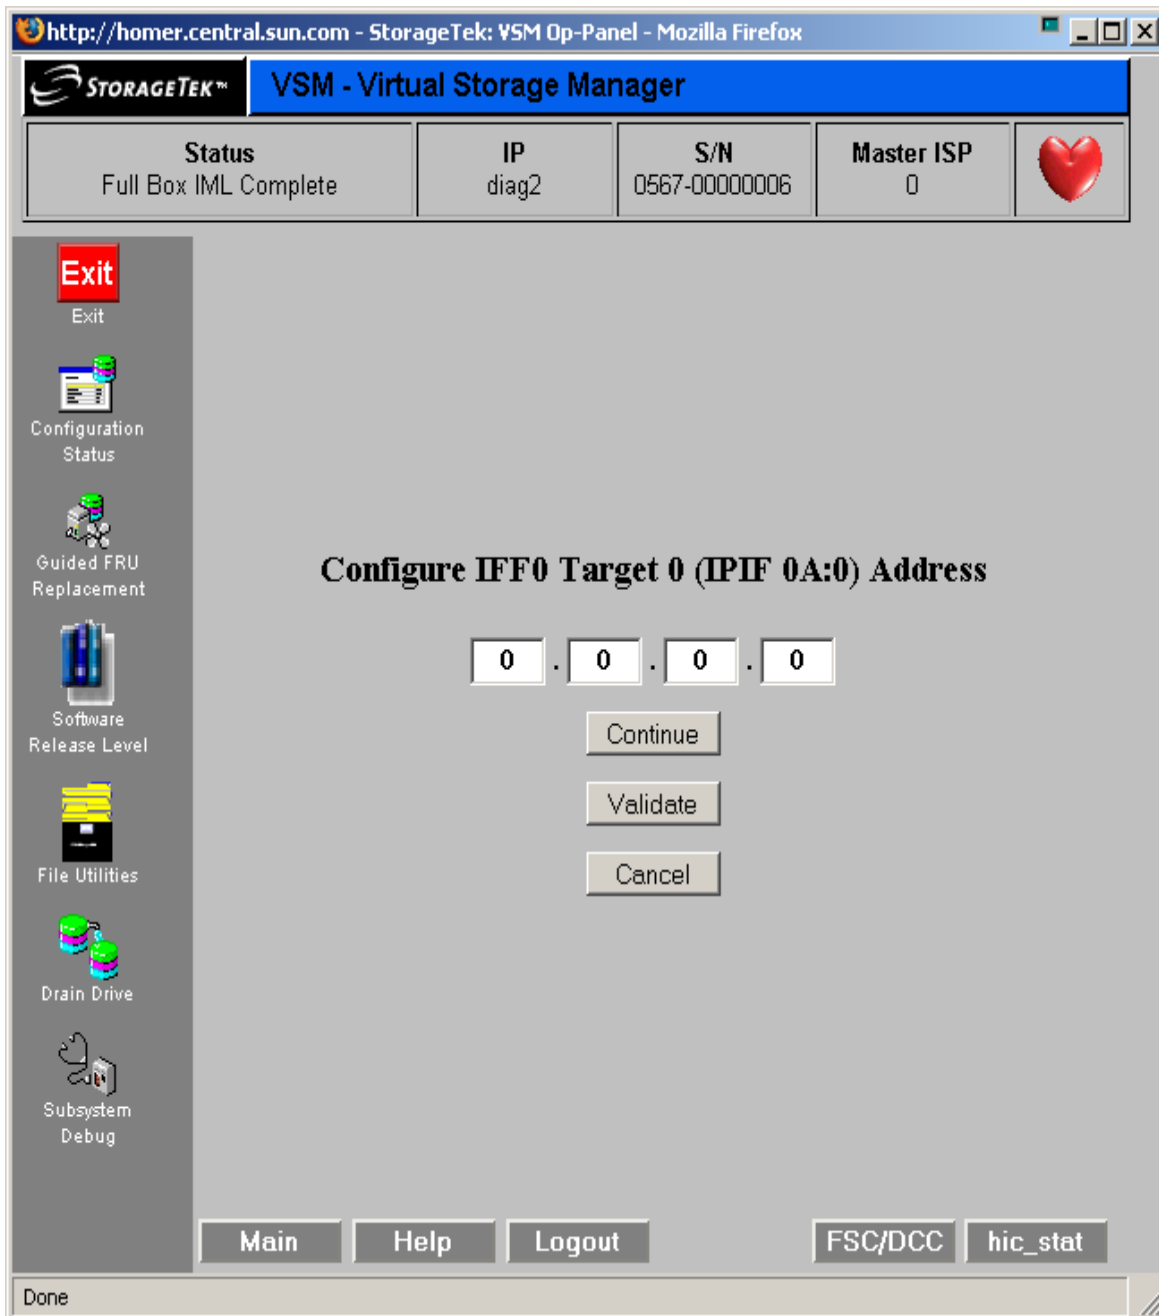 http://homer.central.sun.com - StorageTek: VSM Op-Panel - Mozilla Firefox
STORAGETEK™
VSM - Virtual Storage Manager
Status
Full Box IML Complete
IP
diag2
S/N
0567-00000006
Master ISP
0
Exit
Exit
Configuration
Status
Guided FRU
Replacement
Software
Release Level
File Utilities
Drain Drive
Subsystem
Debug
Configure IFF0 Target 0 (IPIF 0A:0) Address
0 . 0 . 0 . 0
Continue
Validate
Cancel
Main
Help
Logout
FSC/DCC
hic_stat
Done